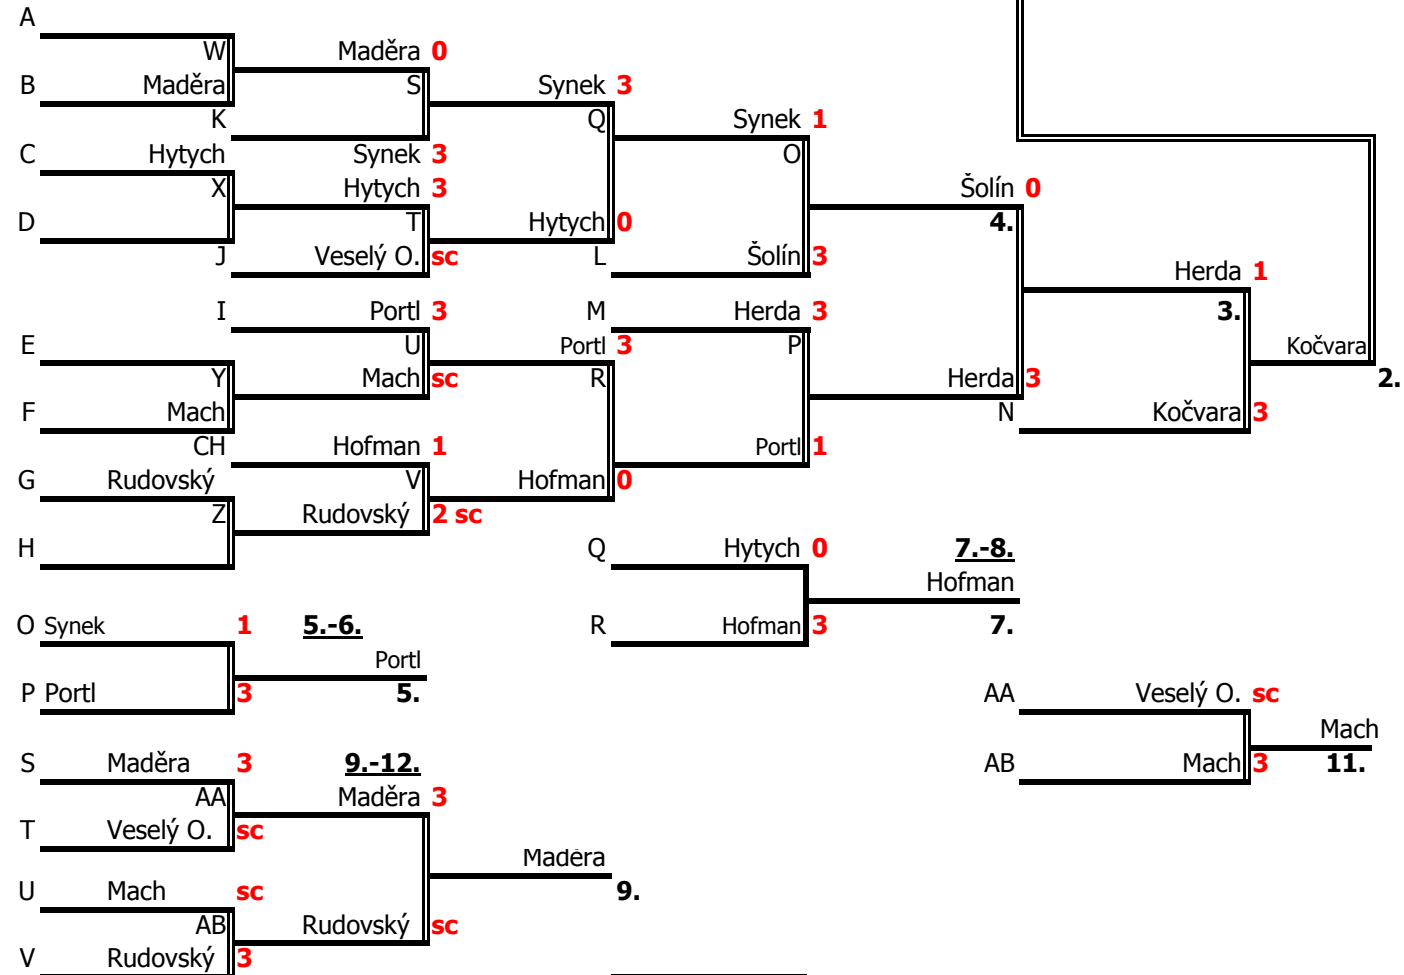 A
W Maděra 0
B Maděra S Synek 3
K Q Synek 1
C Hytych Synek 3 O
X Hytych 3 Šolín 0
D T Hytych 0 4.
J Veselý O. sc L Šolín 3
Herda 1
I Portl 3 M Herda 3 3.
E U Portl 3 P Kočvara
Y Mach sc R Herda 3 2.
F Mach N Kočvara 3
CH Hofman 1 Portl 1
G Rudovský V Hofman 0
Z Rudovský 2 sc
H Q Hytych 0 7.-8.
Hofman
O Synek 1 5.-6. R Hofman 3 7.
Portl
P Portl 3 5. AA Veselý O. sc
Mach
S Maděra 3 9.-12. AB Mach 3 11.
AA Maděra 3
T Veselý O. sc
Maděra
U Mach sc 9.
AB Rudovský sc
V Rudovský 3